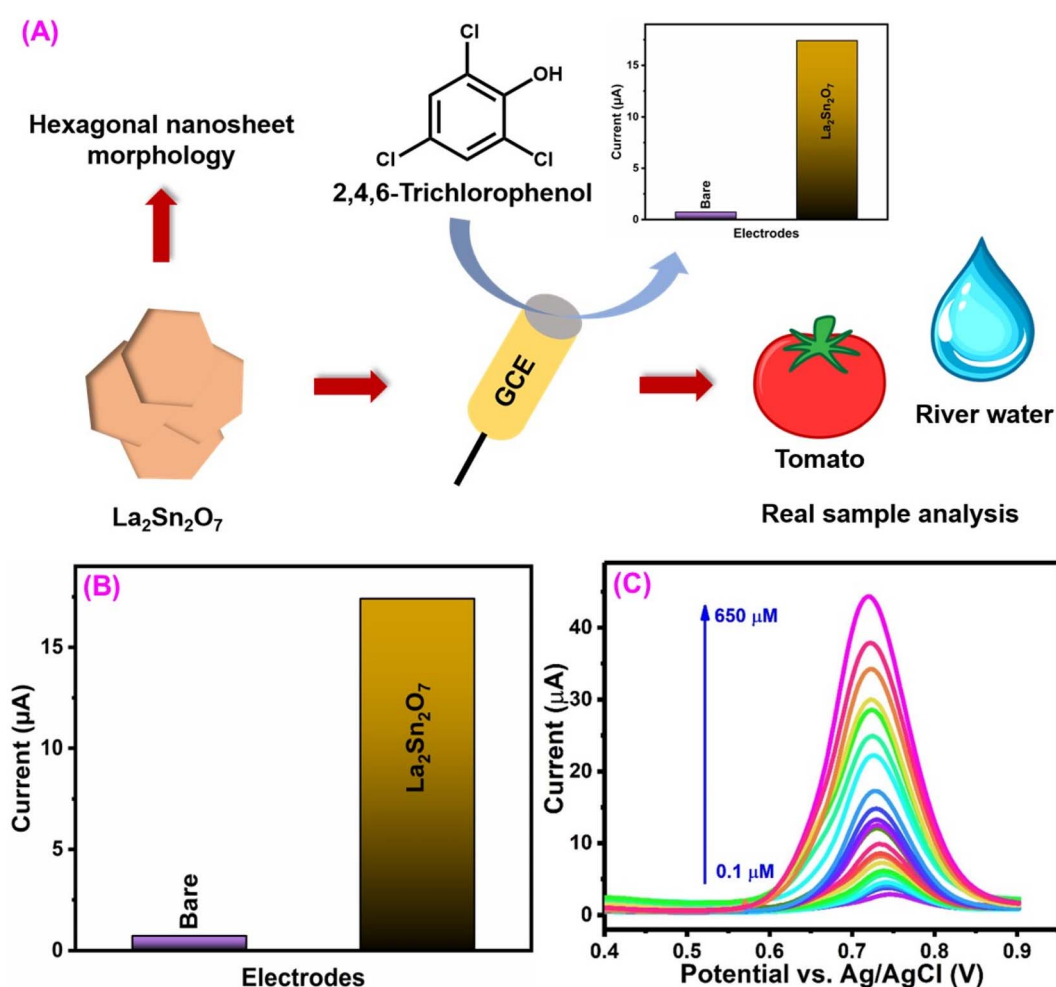 (A)
Hexagonal nanosheet
morphology
Cl
OH
Cl
Cl
2,4,6-Trichlorophenol
Current (µA)
15
10
5
0
Bare
La₂Sn₂O₇
Electrodes
GCE
La₂Sn₂O₇
Tomato
River water
Real sample analysis
(B)
Current (µA)
15
10
5
0
Bare
La₂Sn₂O₇
Electrodes
(C)
Current (µA)
40
30
20
10
0
650 µM
0.1 µM
0.4 0.5 0.6 0.7 0.8 0.9
Potential vs. Ag/AgCl (V)